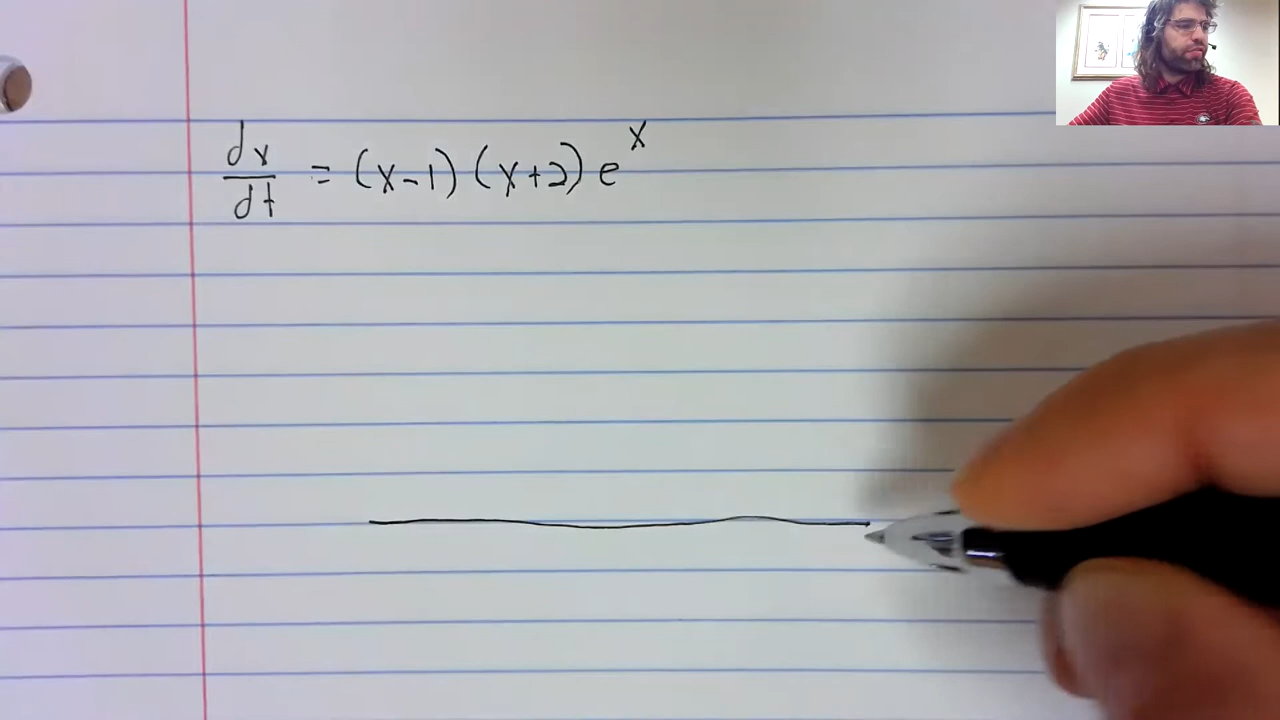 dx/dt = (x-1)(x+2)e^x